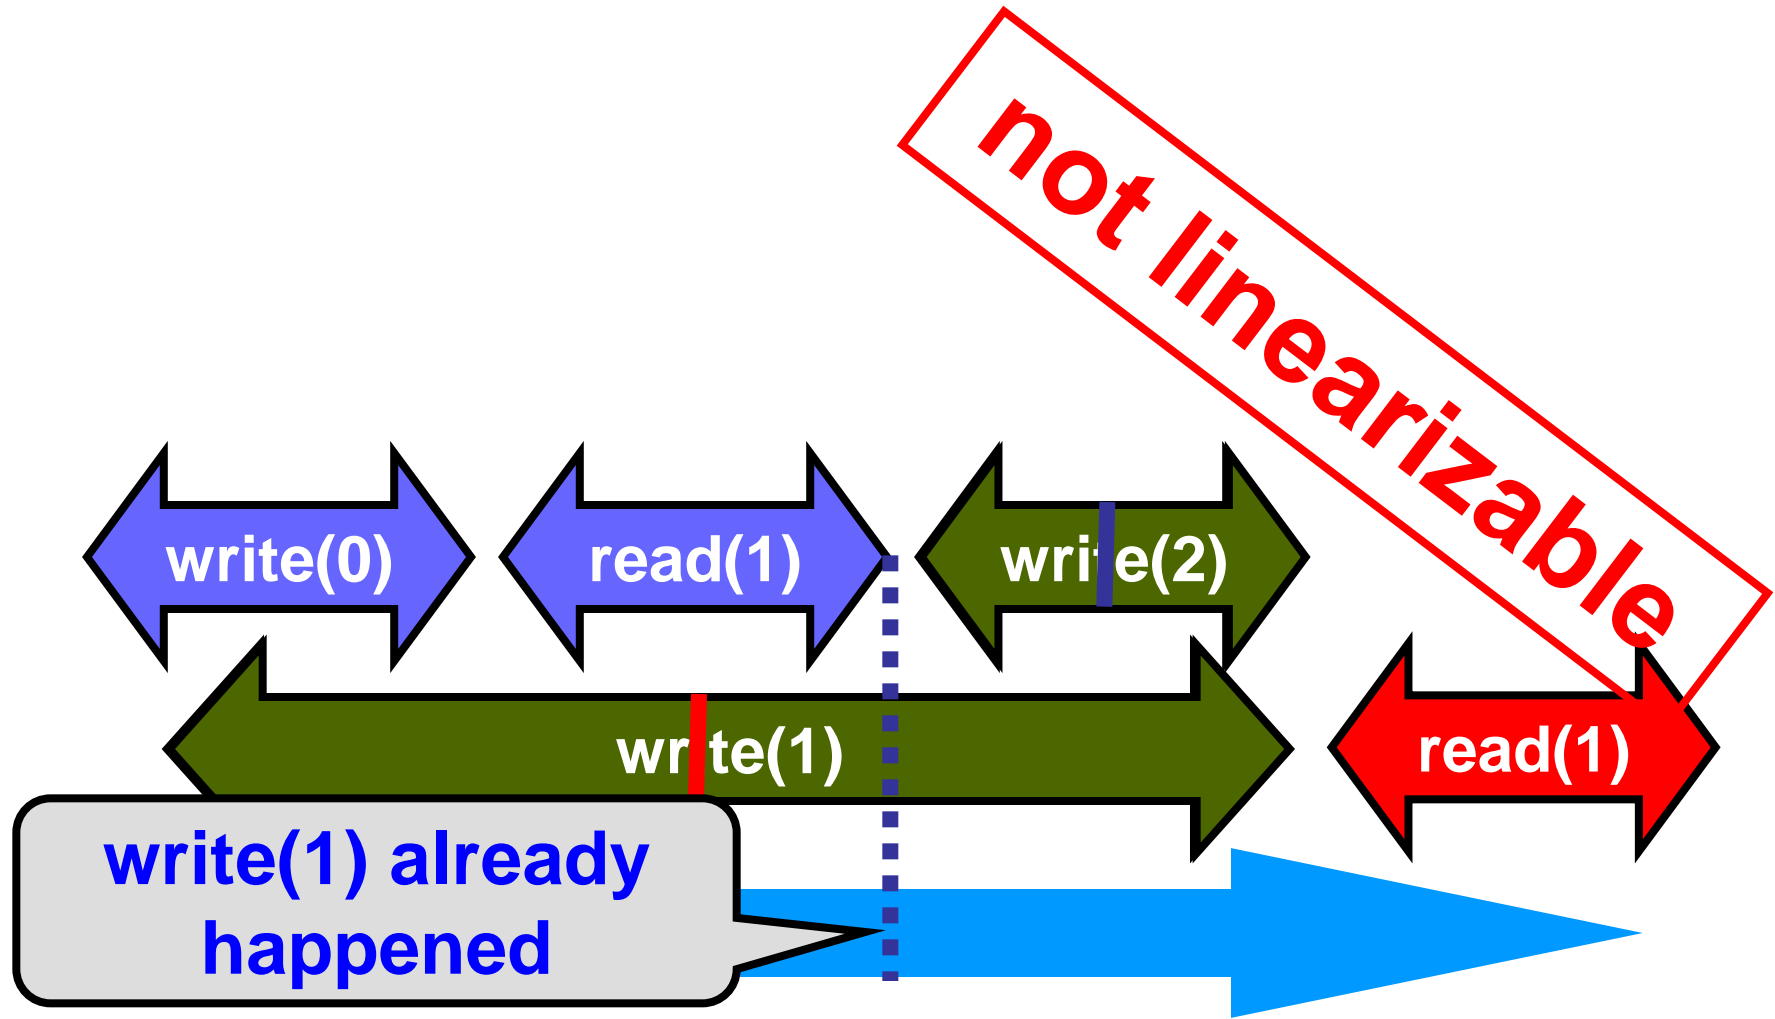 not linearizable
write(0)
read(1)
write(2)
write(1)
read(1)
write(1) already
happened